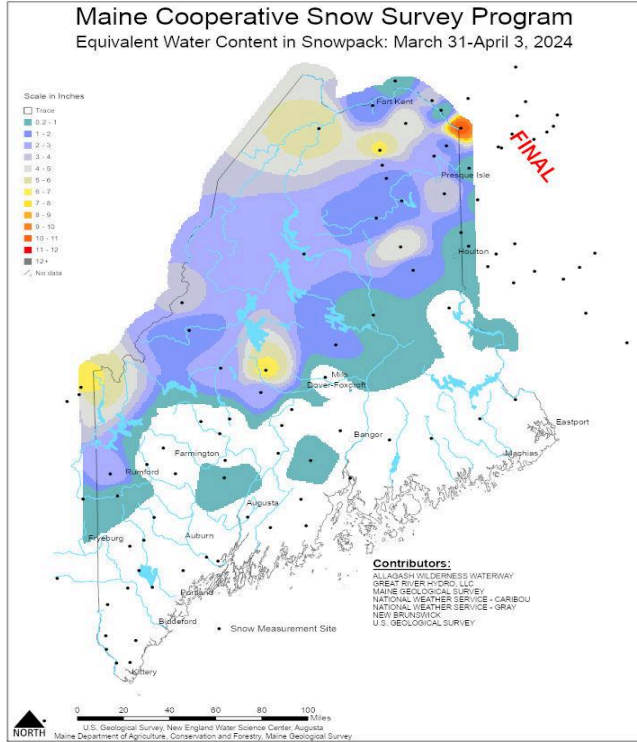 Maine Cooperative Snow Survey Program
Equivalent Water Content in Snowpack: March 31-April 3, 2024
Scale in Inches
Trace
0.2 - 1
1 - 2
2 - 3
3 - 4
4 - 5
5 - 6
6 - 7
7 - 8
8 - 9
9 - 10
10 - 11
11 - 12
12+
No data
Fort Kent
FINAL
Presque Isle
Houlton
Milo
Dover-Foxcroft
Bangor
Eastport
Machias
Farmington
Rumford
Augusta
Fryeburg
Auburn
Portland
Biddeford
Kittery
Snow Measurement Site
Contributors:
ALLAGASH WILDERNESS WATERWAY
GREAT RIVER HYDRO, LLC
MAINE GEOLOGICAL SURVEY
NATIONAL WEATHER SERVICE - CARIBOU
NATIONAL WEATHER SERVICE - GRAY
NEW BRUNSWICK
U.S. GEOLOGICAL SURVEY
0 20 40 60 80 100
Miles
NORTH
U.S. Geological Survey, New England Water Science Center, Augusta
Maine Department of Agriculture, Conservation and Forestry, Maine Geological Survey